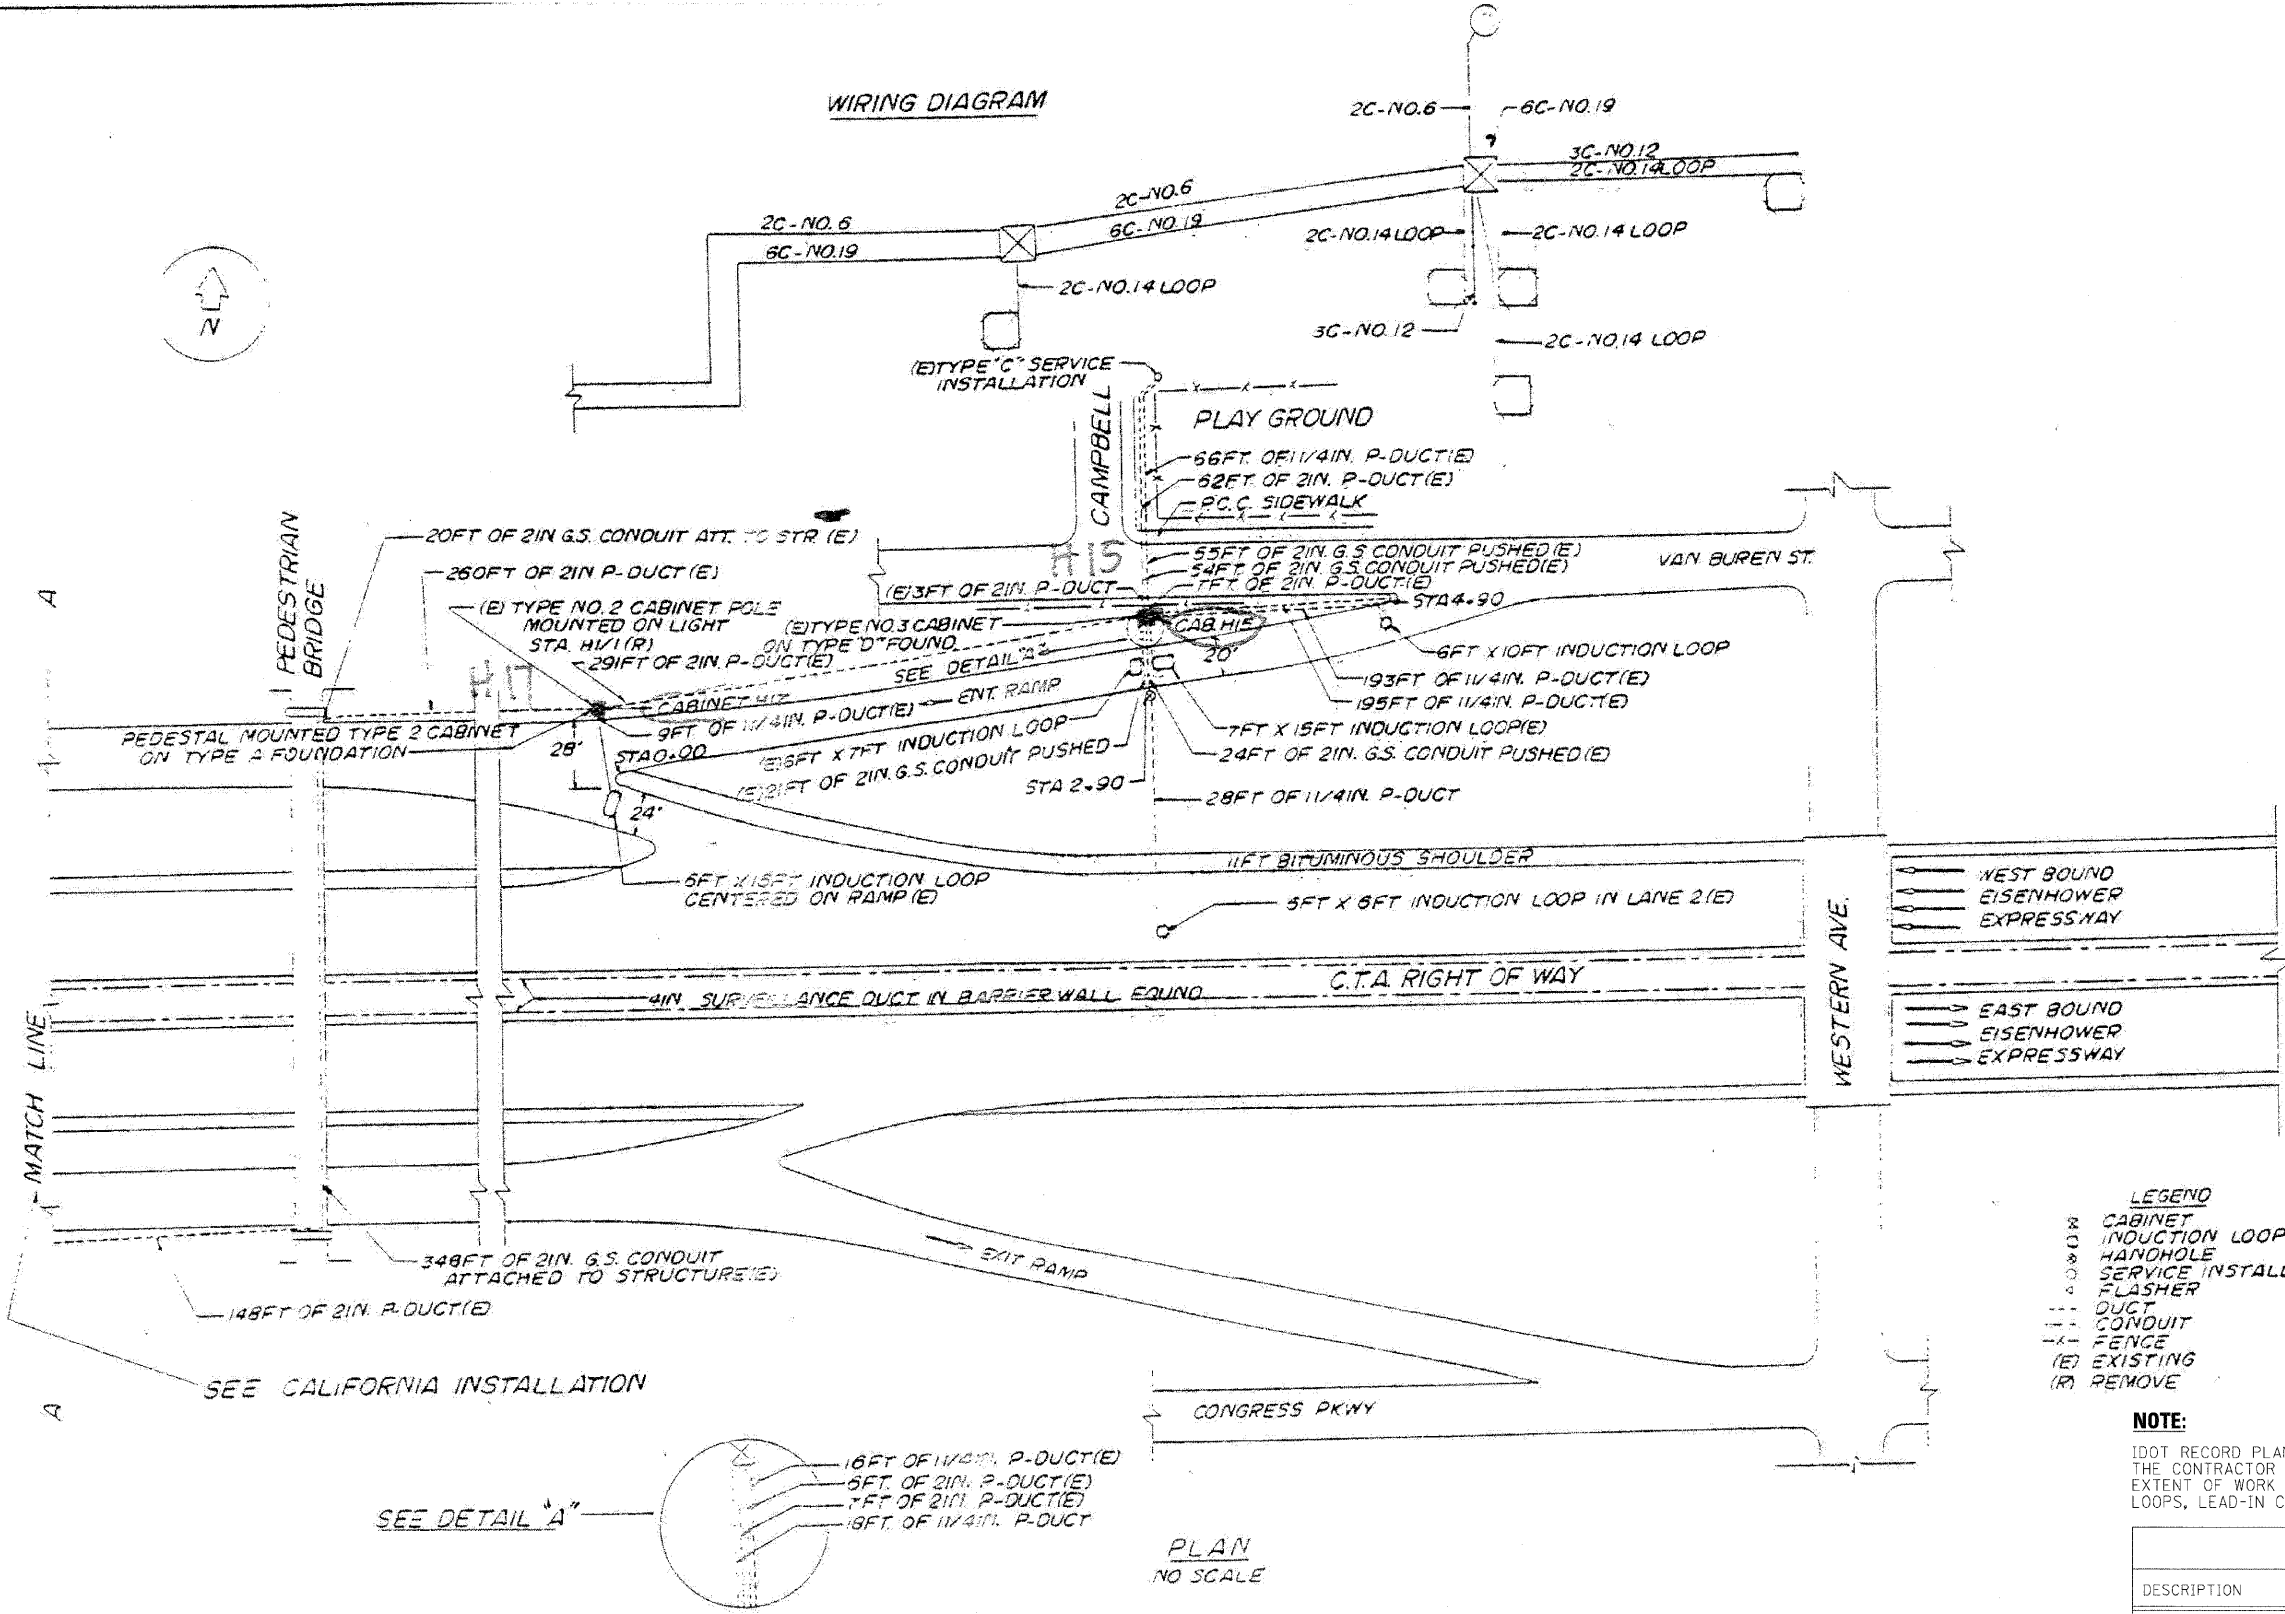 WIRING DIAGRAM
2C-NO.6
6C-NO.19
3C-NO.12
2C-NO.14 LOOP
2C-NO.6
6C-NO.19
2C-NO.6
6C-NO.19
2C-NO.14 LOOP
2C-NO.14 LOOP
2C-NO.14 LOOP
3C-NO.12
2C-NO.14 LOOP
N
(E)TYPE "C" SERVICE
INSTALLATION
CAMPBELL
PLAY GROUND
66FT. OF 1 1/4IN. P-DUCT(E)
62FT. OF 2IN. P-DUCT(E)
P.C.C. SIDEWALK
H15
55FT OF 2IN. G.S CONDUIT PUSHED(E)
54FT OF 2IN. G.S. CONDUIT PUSHED(E)
7FT OF 2IN. P-DUCT(E)
VAN BUREN ST.
PEDESTRIAN
BRIDGE
20FT OF 2IN G.S. CONDUIT ATT. TO STR (E)
260FT OF 2IN P-DUCT (E)
(E) TYPE NO.2 CABINET POLE
MOUNTED ON LIGHT
STA. H1/1(R)
(E)3FT OF 2IN. P-DUCT
(E)TYPE NO.3 CABINET
ON TYPE "D" FOUND.
CAB H15
STA 4+90
6FT X 10FT INDUCTION LOOP
291FT OF 2IN. P-DUCT(E)
SEE DETAIL "A"
20'
193FT OF 1 1/4IN. P-DUCT(E)
195FT OF 1 1/4IN. P-DUCT(E)
H17
CABINET H17
ENT. RAMP
9FT OF 1 1/4IN. P-DUCT(E)
PEDESTAL MOUNTED TYPE 2 CABINET
ON TYPE A FOUNDATION
28'
STA 0+00
(E)6FT X 7FT INDUCTION LOOP
7FT X 15FT INDUCTION LOOP(E)
(E)21FT OF 2IN. G.S. CONDUIT PUSHED
24FT OF 2IN. G.S. CONDUIT PUSHED(E)
STA 2+90
28FT OF 1 1/4IN. P-DUCT
24'
6FT X 15FT INDUCTION LOOP
CENTERED ON RAMP(E)
11FT BITUMINOUS SHOULDER
6FT X 6FT INDUCTION LOOP IN LANE 2(E)
WEST BOUND
EISENHOWER
EXPRESSWAY
WESTERN AVE.
C.T.A. RIGHT OF WAY
4IN. SURVEILLANCE DUCT IN BARRIER WALL FOUND
EAST BOUND
EISENHOWER
EXPRESSWAY
A
MATCH LINE
A
348FT OF 2IN. G.S. CONDUIT
ATTACHED TO STRUCTURE(E)
148FT OF 2IN. P-DUCT(E)
EXIT RAMP
SEE CALIFORNIA INSTALLATION
CONGRESS PKWY
SEE DETAIL "A"
16FT OF 1 1/4IN. P-DUCT(E)
6FT. OF 2IN. P-DUCT(E)
7FT OF 2IN. P-DUCT(E)
18FT. OF 1 1/4IN. P-DUCT
PLAN
NO SCALE
LEGEND
CABINET
INDUCTION LOOP
HANDHOLE
SERVICE INSTALL
FLASHER
DUCT
CONDUIT
FENCE
(E) EXISTING
(R) REMOVE
NOTE:
IDOT RECORD PLAN
THE CONTRACTOR
EXTENT OF WORK
LOOPS, LEAD-IN C
DESCRIPTION